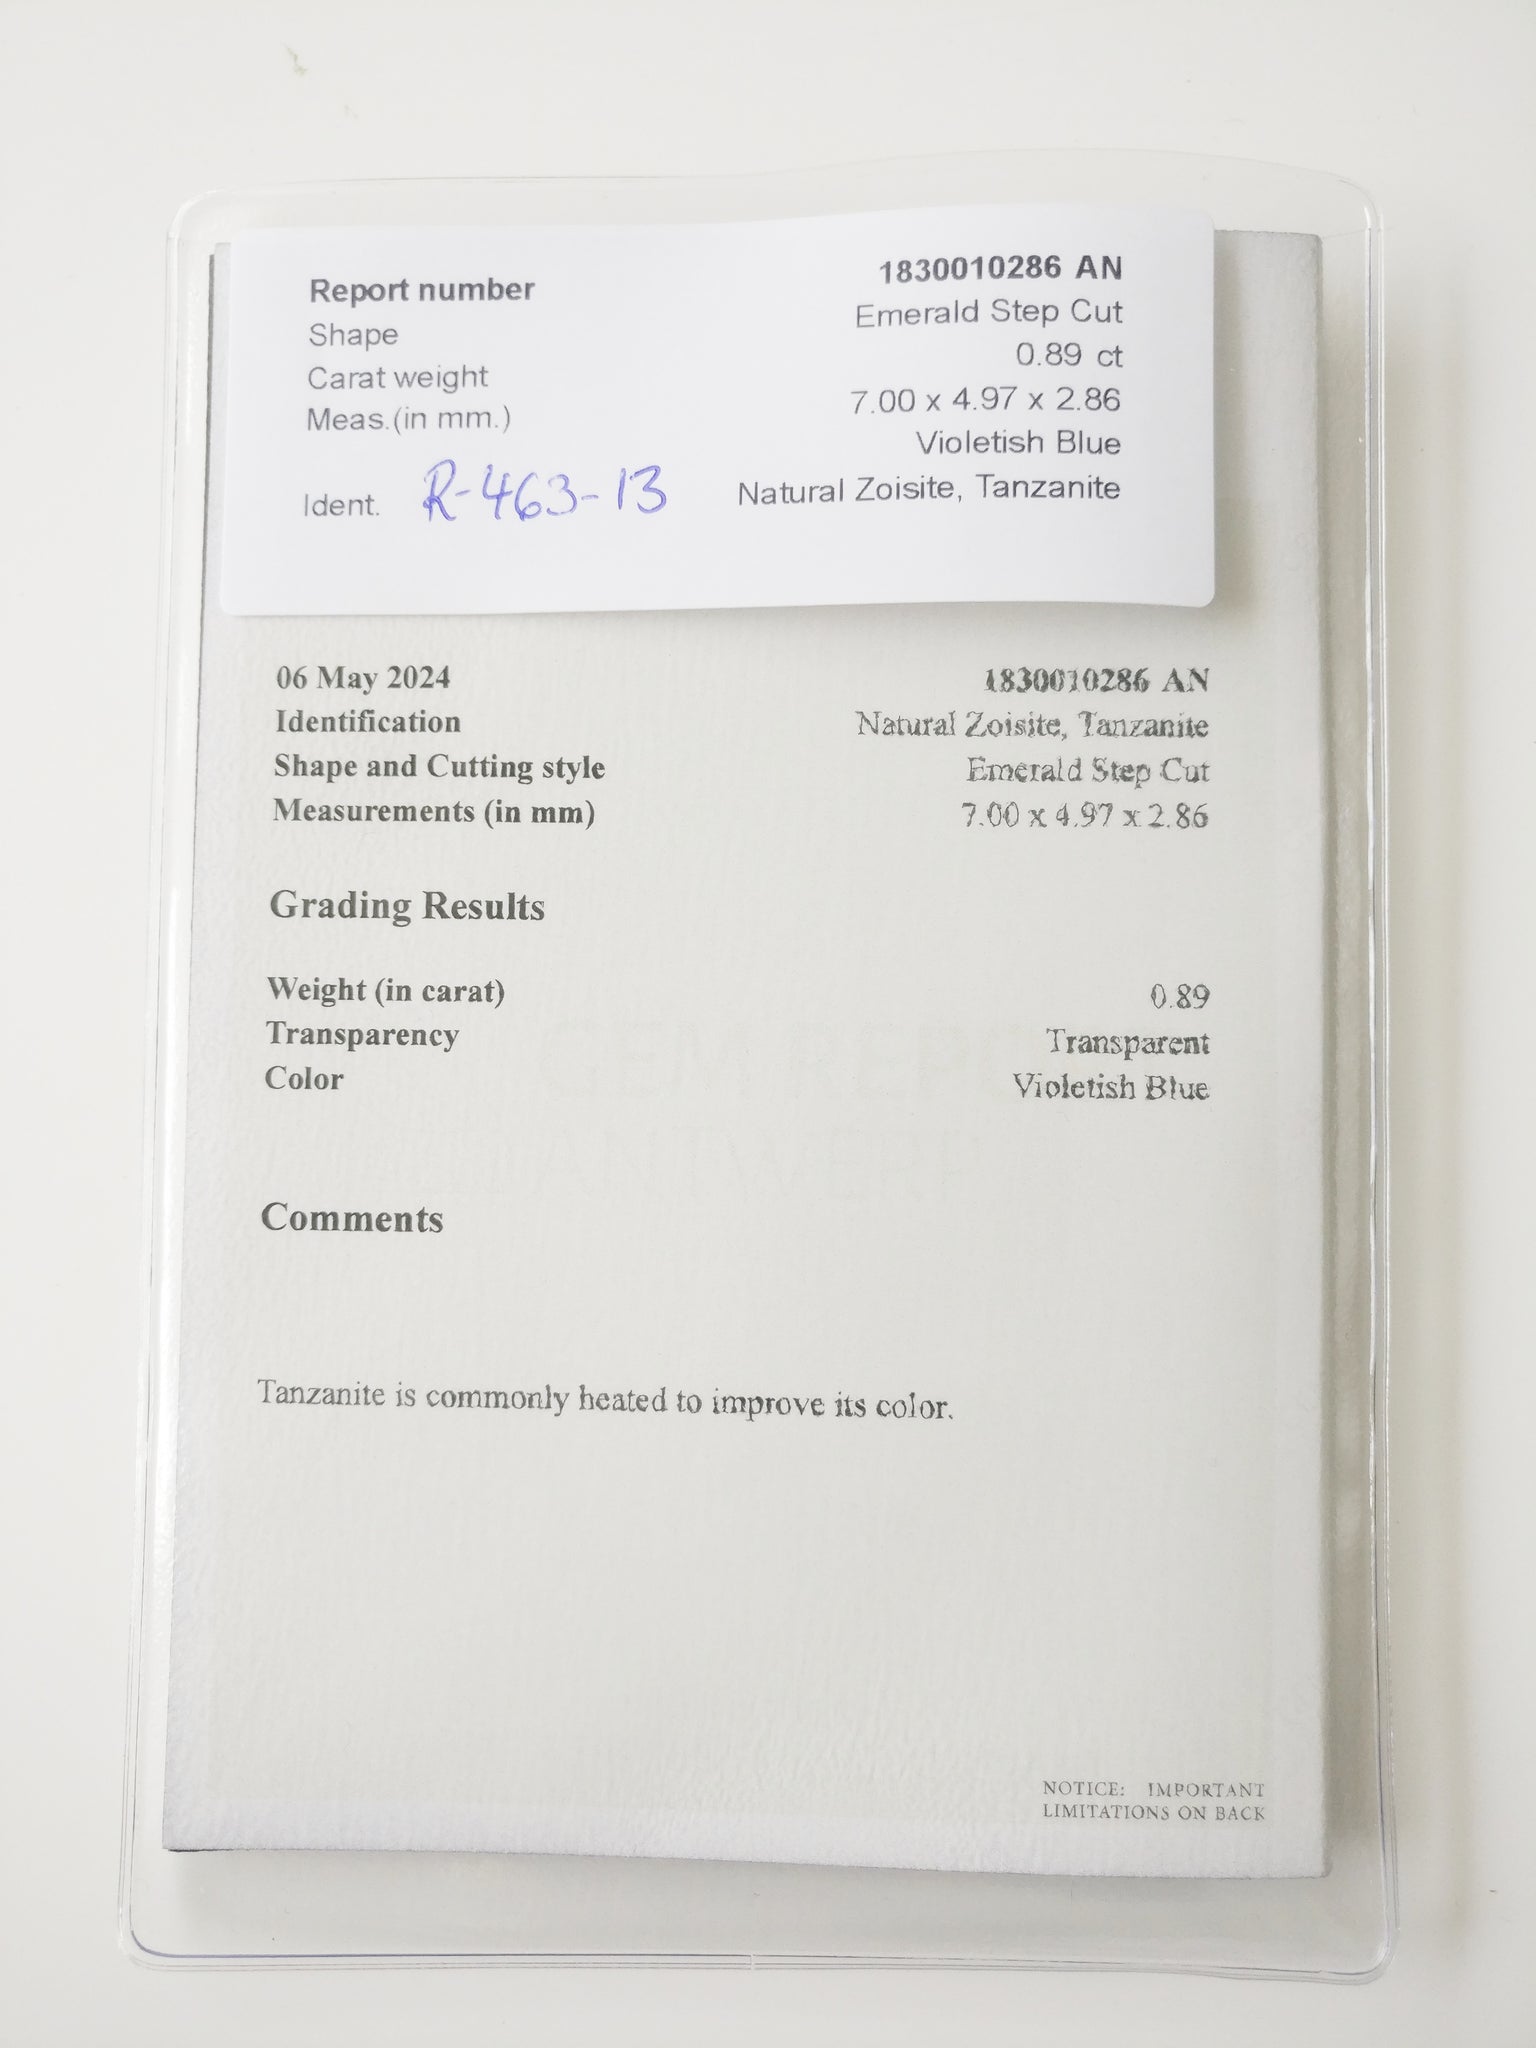 Report number 1830010286 AN
Shape Emerald Step Cut
Carat weight 0.89 ct
Meas.(in mm.) 7.00 x 4.97 x 2.86
Violetish Blue
Ident. R-463-13 Natural Zoisite, Tanzanite
06 May 2024 1830010286 AN
Identification Natural Zoisite, Tanzanite
Shape and Cutting style Emerald Step Cut
Measurements (in mm) 7.00 x 4.97 x 2.86
Grading Results
Weight (in carat) 0.89
Transparency Transparent
Color Violetish Blue
ANTWERP
Comments
Tanzanite is commonly heated to improve its color.
NOTICE: IMPORTANT
LIMITATIONS ON BACK